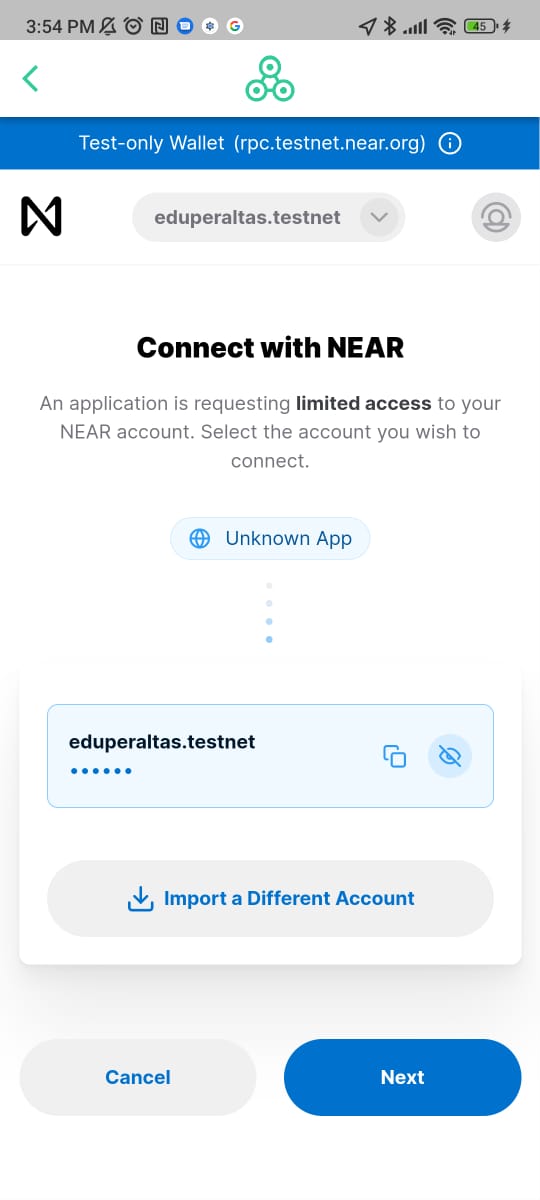 3:54 PM
45
Test-only Wallet (rpc.testnet.near.org)
eduperaltas.testnet
Connect with NEAR
An application is requesting limited access to your
NEAR account. Select the account you wish to
connect.
Unknown App
eduperaltas.testnet
••••••
Import a Different Account
Cancel
Next